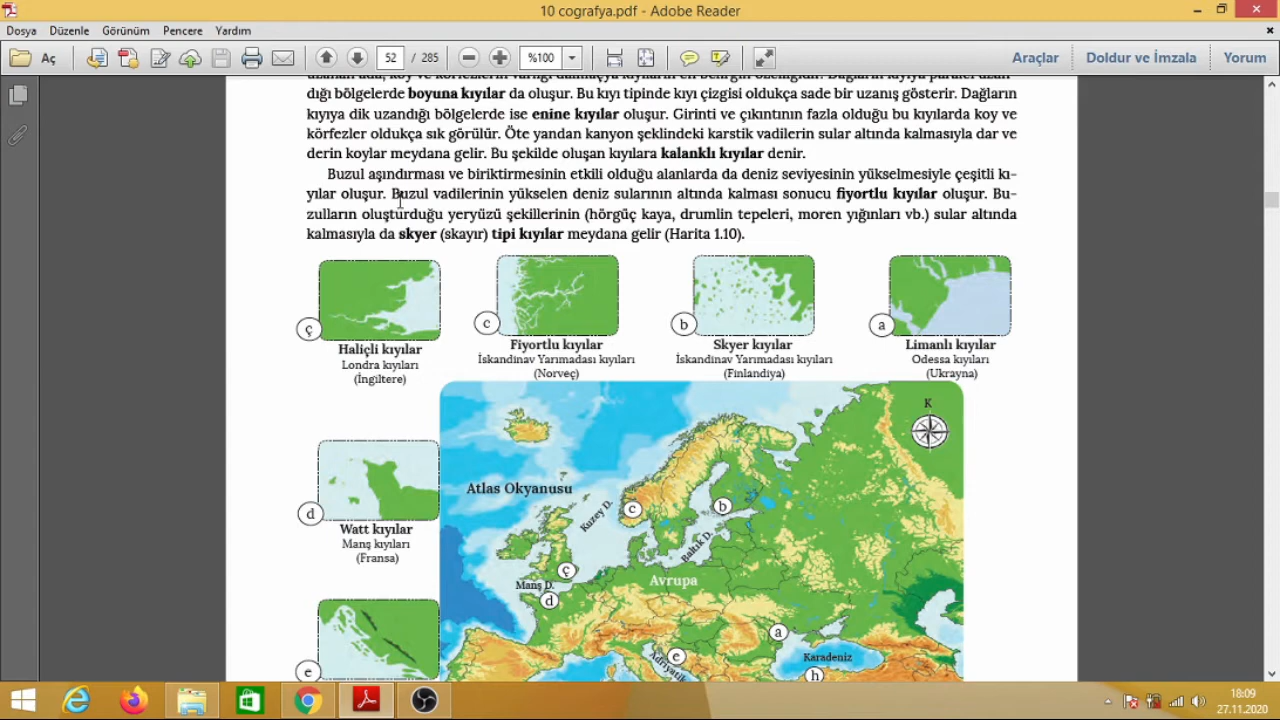 10 cografya.pdf - Adobe Reader
Dosya Düzenle Görünüm Pencere Yardım
Aç 52 / 285 %100 Araçlar Doldur ve İmzala Yorum
dığı bölgelerde boyuna kıyılar da oluşur. Bu kıyı tipinde kıyı çizgisi oldukça sade bir uzanış gösterir. Dağların
kıyıya dik uzandığı bölgelerde ise enine kıyılar oluşur. Girinti ve çıkıntının fazla olduğu bu kıyılarda koy ve
körfezler oldukça sık görülür. Öte yandan kanyon şeklindeki karstik vadilerin sular altında kalmasıyla dar ve
derin koylar meydana gelir. Bu şekilde oluşan kıyılara kalanklı kıyılar denir.
Buzul aşındırması ve biriktirmesinin etkili olduğu alanlarda da deniz seviyesinin yükselmesiyle çeşitli kı-
yılar oluşur. Buzul vadilerinin yükselen deniz sularının altında kalması sonucu fiyortlu kıyılar oluşur. Bu-
zulların oluşturduğu yeryüzü şekillerinin (hörgüç kaya, drumlin tepeleri, moren yığınları vb.) sular altında
kalmasıyla da skyer (skayır) tipi kıyılar meydana gelir (Harita 1.10).
ç c b a
Haliçli kıyılar
Londra kıyıları
(İngiltere)
Fiyortlu kıyılar
İskandinav Yarımadası kıyıları
(Norveç)
Skyer kıyılar
İskandinav Yarımadası kıyıları
(Finlandiya)
Limanlı kıyılar
Odessa kıyıları
(Ukrayna)
K
Atlas Okyanusu
Kuzey D.
c
b
Baltık D.
d
Watt kıyılar
Manş kıyıları
(Fransa)
ç
Manş D.
d
Avrupa
a
e
Adriyatik
Karadeniz
h
e
18:09
27.11.2020